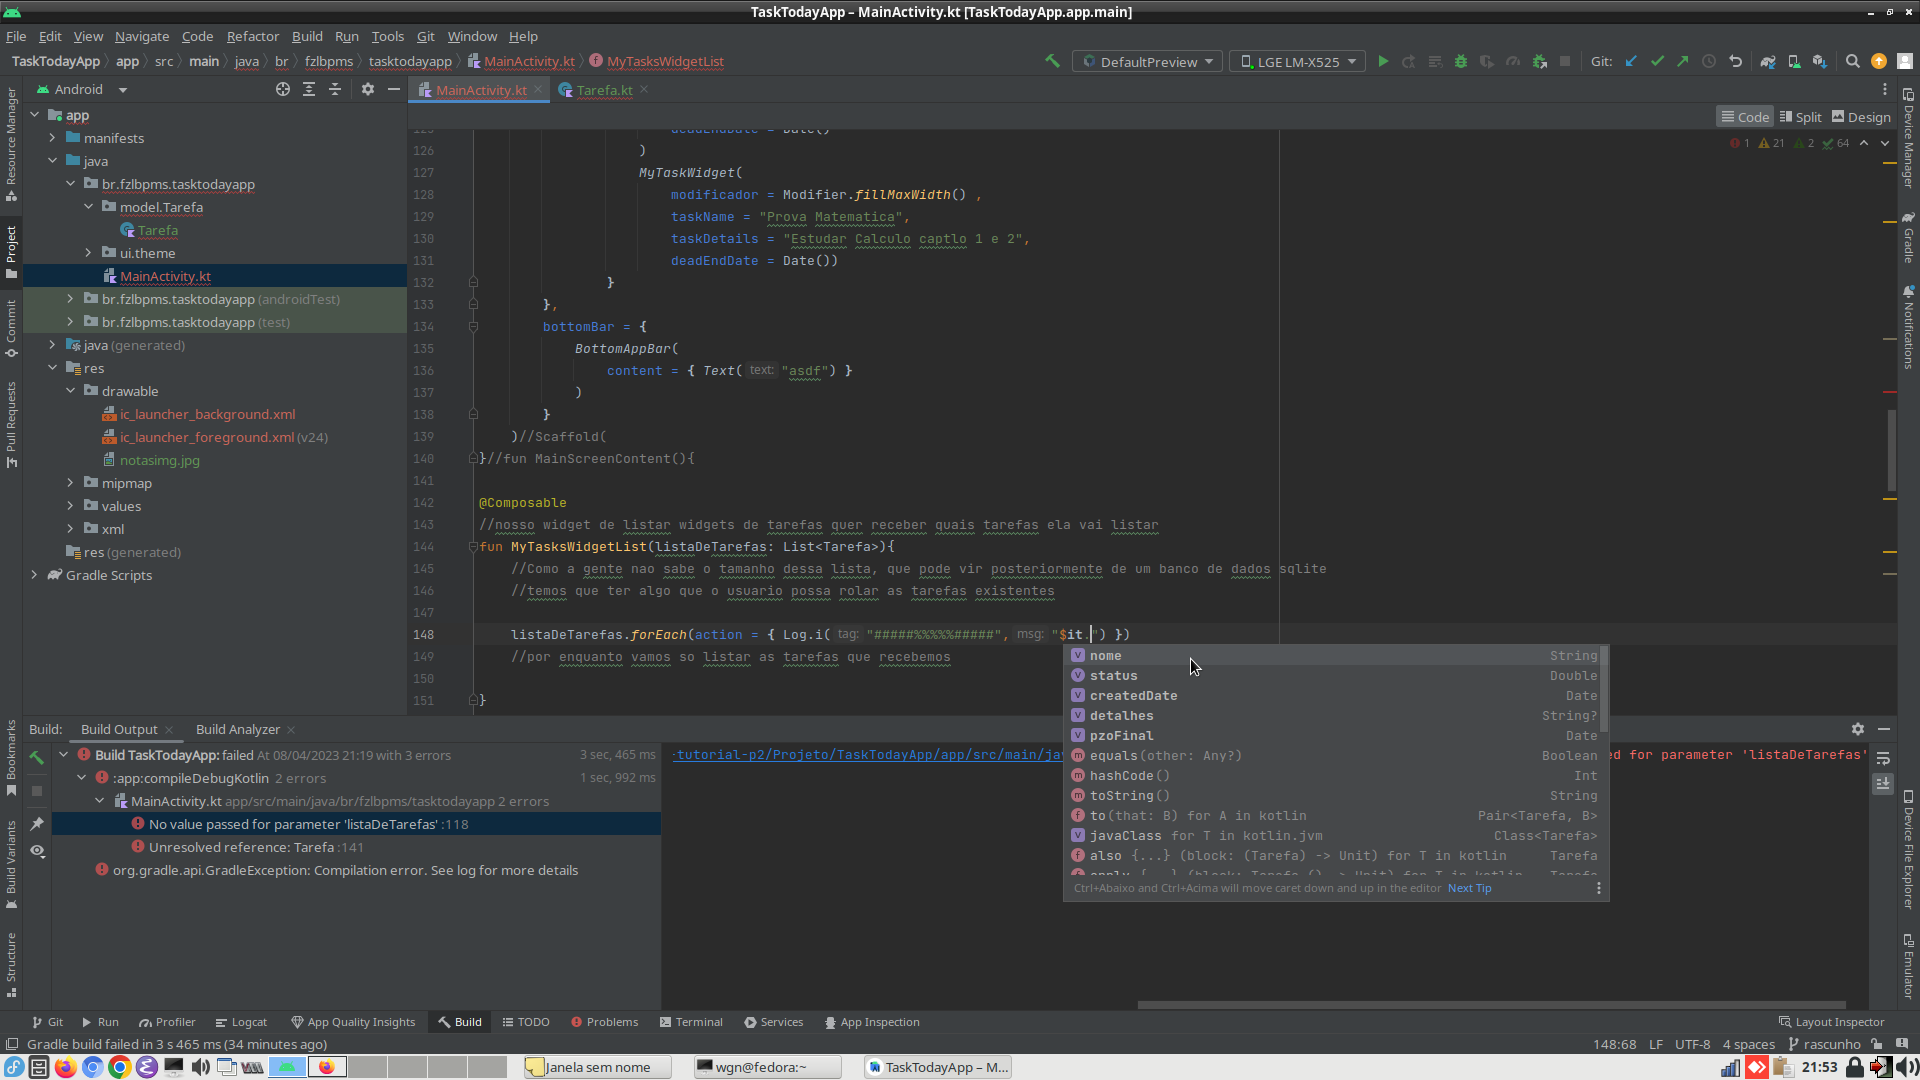 TaskTodayApp – MainActivity.kt [TaskTodayApp.app.main]
File Edit View Navigate Code Refactor Build Run Tools Git Window Help
TaskTodayApp app src main java br fzlbpms tasktodayapp MainActivity.kt MyTasksWidgetList DefaultPreview LGE LM-X525 Git:
Android MainActivity.kt Tarefa.kt
Code Split Design
1 21 2 64
Resource Manager
Project
Commit
Pull Requests
Bookmarks
Build Variants
Structure
app
manifests
java
br.fzlbpms.tasktodayapp
model.Tarefa
Tarefa
ui.theme
MainActivity.kt
br.fzlbpms.tasktodayapp (androidTest)
br.fzlbpms.tasktodayapp (test)
java (generated)
res
drawable
ic_launcher_background.xml
ic_launcher_foreground.xml (v24)
notasimg.jpg
mipmap
values
xml
res (generated)
Gradle Scripts
125 deadEndDate = Date()
126 )
127 MyTaskWidget(
128 modificador = Modifier.fillMaxWidth() ,
129 taskName = "Prova Matematica",
130 taskDetails = "Estudar Calculo captlo 1 e 2",
131 deadEndDate = Date())
132 }
133 },
134 bottomBar = {
135 BottomAppBar(
136 content = { Text( text: "asdf") }
137 )
138 }
139 )//Scaffold(
140 }//fun MainScreenContent(){
141
142 @Composable
143 //nosso widget de listar widgets de tarefas quer receber quais tarefas ela vai listar
144 fun MyTasksWidgetList(listaDeTarefas: List<Tarefa>){
145 //Como a gente nao sabe o tamanho dessa lista, que pode vir posteriormente de um banco de dados sqlite
146 //temos que ter algo que o usuario possa rolar as tarefas existentes
147
148 listaDeTarefas.forEach(action = { Log.i( tag: "#####%%%%%#####", msg: "$it.") })
149 //por enquanto vamos so listar as tarefas que recebemos
150
151 }
nome String
status Double
createdDate Date
detalhes String?
pzoFinal Date
equals(other: Any?) Boolean
hashCode() Int
toString() String
to(that: B) for A in kotlin Pair<Tarefa, B>
javaClass for T in kotlin.jvm Class<Tarefa>
also {...} (block: (Tarefa) -> Unit) for T in kotlin Tarefa
Ctrl+Abaixo and Ctrl+Acima will move caret down and up in the editor Next Tip
Device Manager
Gradle
Notifications
Device File Explorer
Emulator
Build: Build Output Build Analyzer
Build TaskTodayApp: failed At 08/04/2023 21:19 with 3 errors 3 sec, 465 ms
:app:compileDebugKotlin 2 errors 1 sec, 992 ms
MainActivity.kt app/src/main/java/br/fzlbpms/tasktodayapp 2 errors
No value passed for parameter 'listaDeTarefas' :118
Unresolved reference: Tarefa :141
org.gradle.api.GradleException: Compilation error. See log for more details
-tutorial-p2/Projeto/TaskTodayApp/app/src/main/ja ed for parameter 'listaDeTarefas'
Git Run Profiler Logcat App Quality Insights Build TODO Problems Terminal Services App Inspection Layout Inspector
Gradle build failed in 3 s 465 ms (34 minutes ago) 148:68 LF UTF-8 4 spaces rascunho
Janela sem nome wgn@fedora:~ TaskTodayApp – M... 21:53